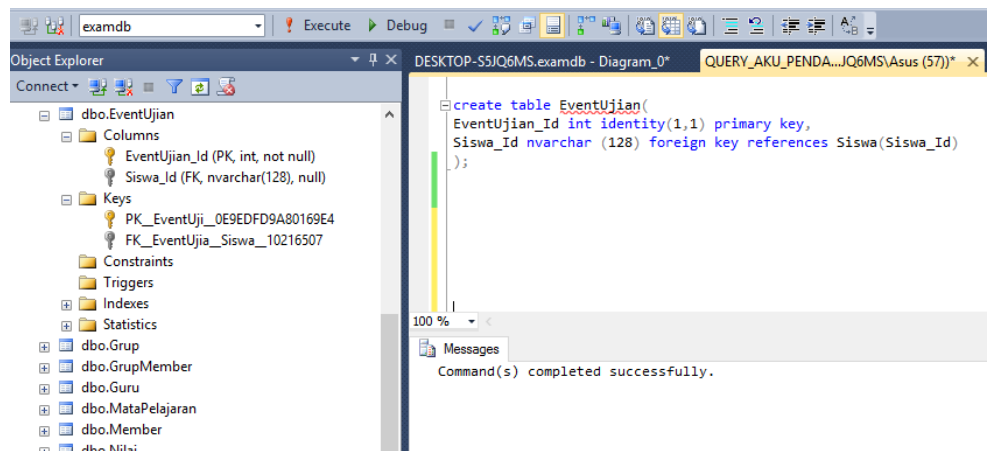 examdb
Execute
Debug
Object Explorer
DESKTOP-S5JQ6MS.examdb - Diagram_0*
QUERY_AKU_PENDA...JQ6MS\Asus (57))*
Connect
dbo.EventUjian
Columns
EventUjian_Id (PK, int, not null)
Siswa_Id (FK, nvarchar(128), null)
Keys
PK__EventUji__0E9EDFD9A80169E4
FK__EventUjia__Siswa__10216507
Constraints
Triggers
Indexes
Statistics
dbo.Grup
dbo.GrupMember
dbo.Guru
dbo.MataPelajaran
dbo.Member
dbo.Nilai
create table EventUjian(
EventUjian_Id int identity(1,1) primary key,
Siswa_Id nvarchar (128) foreign key references Siswa(Siswa_Id)
);
100 %
Messages
Command(s) completed successfully.